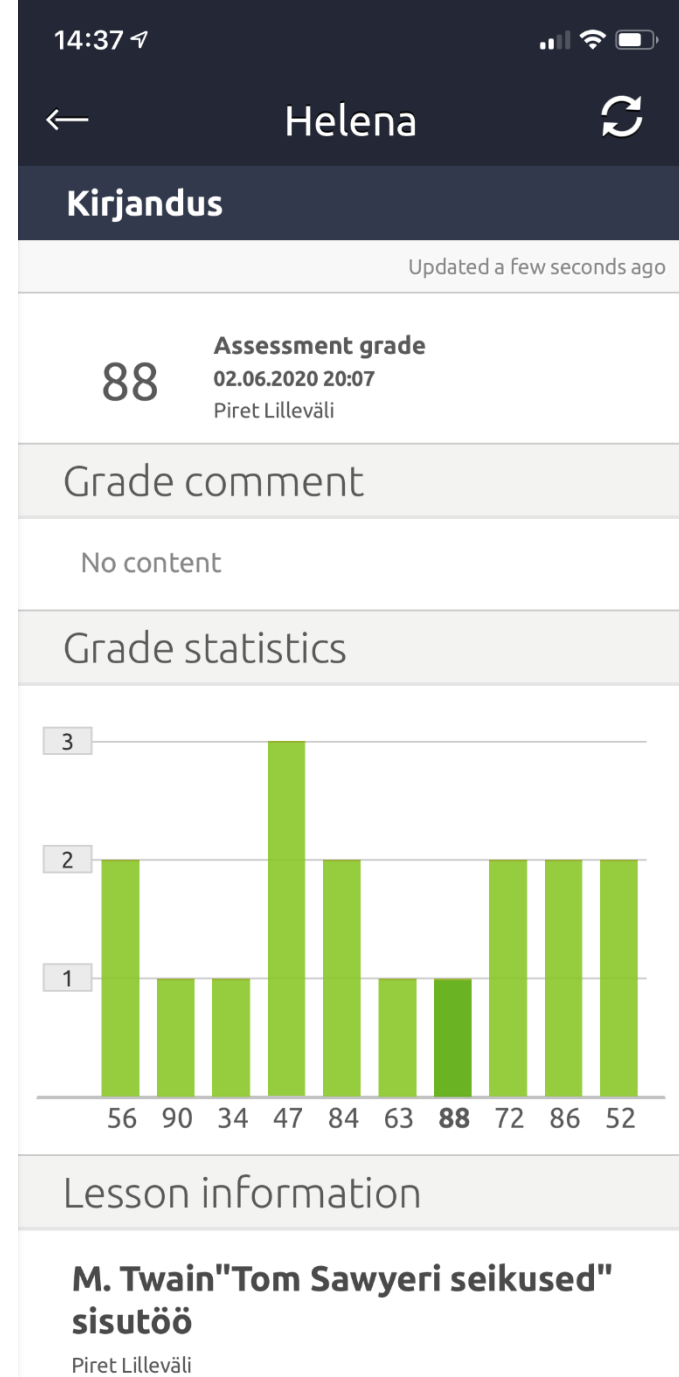 14:37
Helena
Kirjandus
Updated a few seconds ago
88
Assessment grade
02.06.2020 20:07
Piret Lilleväli
Grade comment
No content
Grade statistics
3
2
1
56 90 34 47 84 63 88 72 86 52
Lesson information
M. Twain"Tom Sawyeri seikused"
sisutöö
Piret Lilleväli